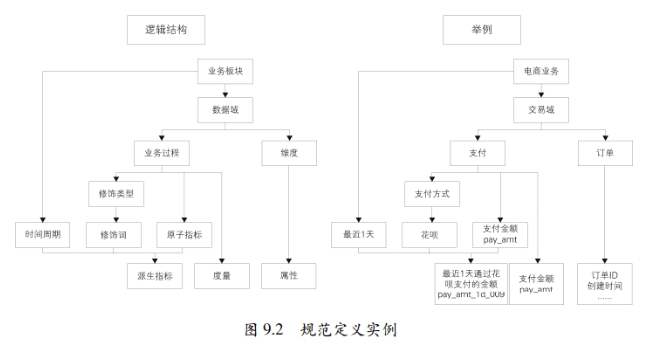 逻辑结构
举例
业务板块
电商业务
数据域
交易域
业务过程
维度
支付
订单
修饰类型
支付方式
时间周期
修饰词
原子指标
最近1天
花呗
支付金额
pay_amt
派生指标
度量
属性
最近1天通过花
呗支付的金额
pay_amt_1d_009
支付金额
pay_amt
订单ID
创建时间
......
图 9.2 规范定义实例